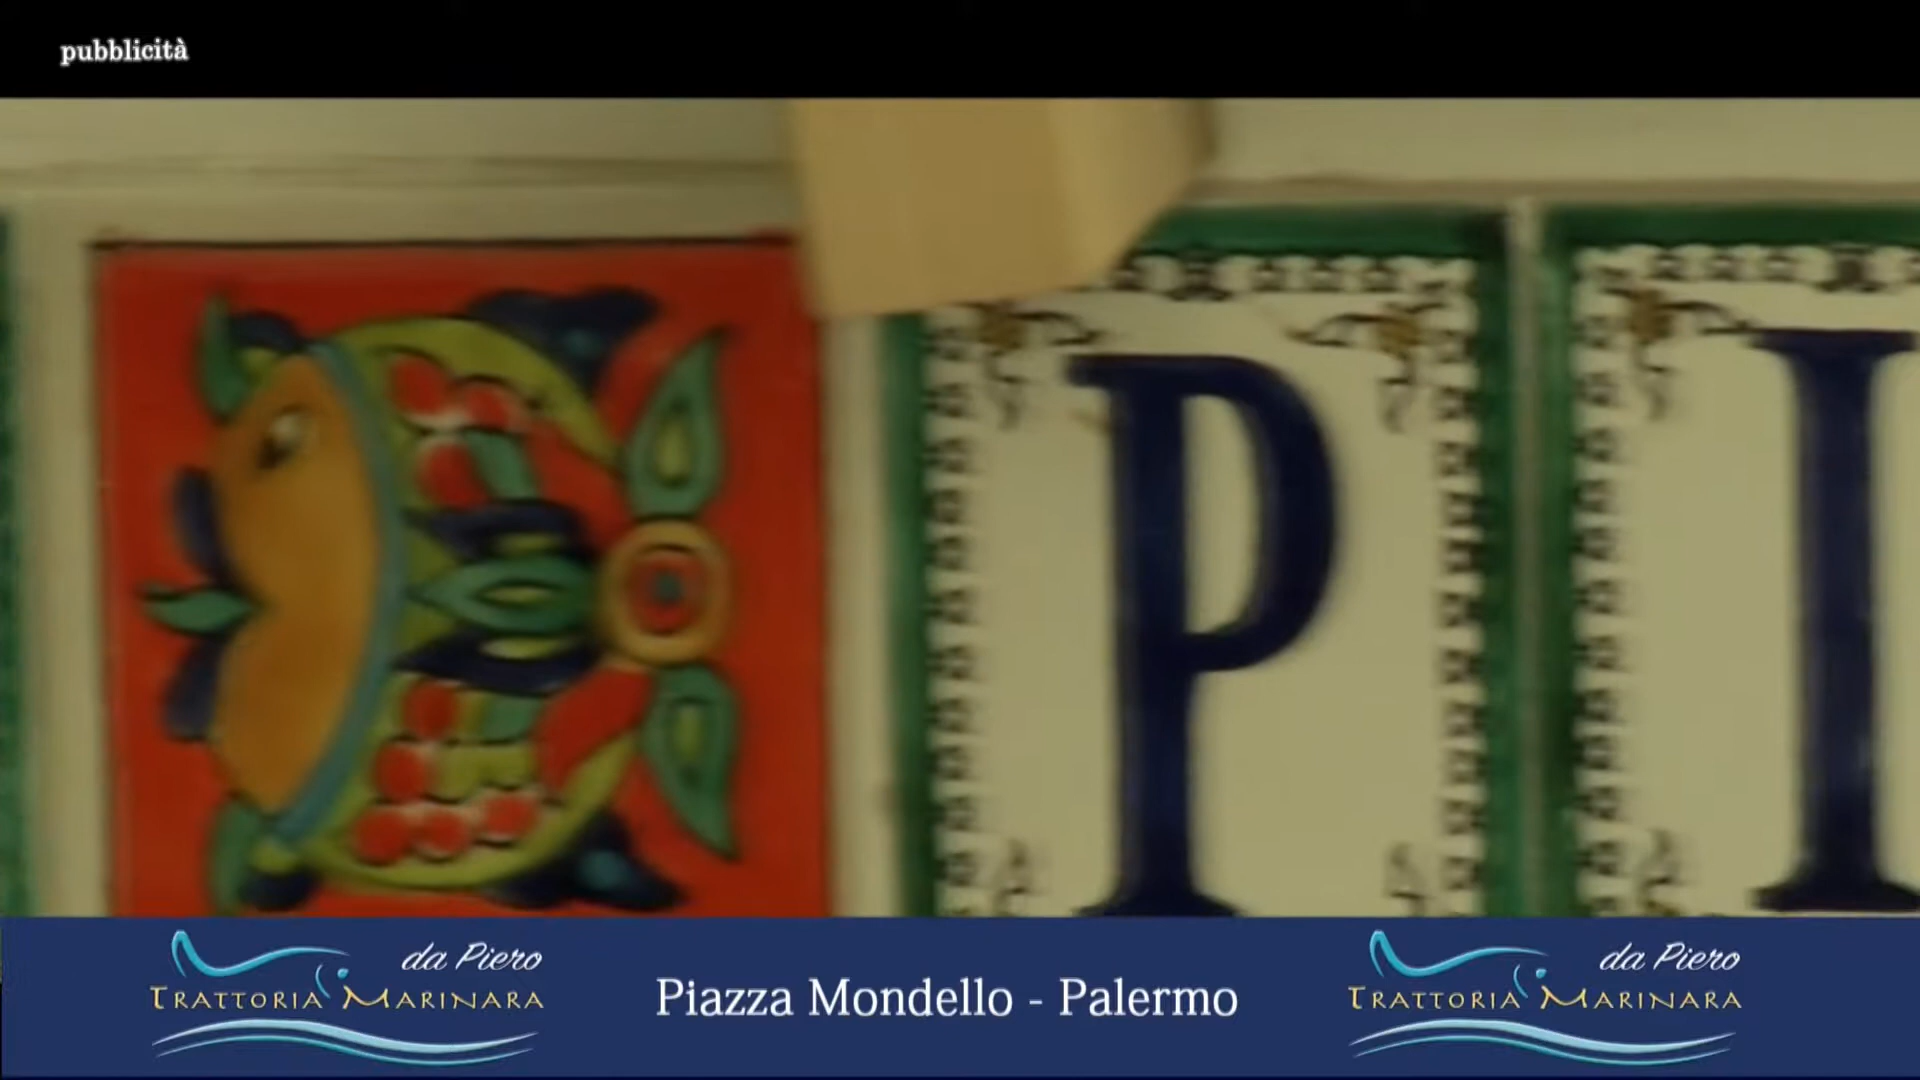 pubblicità
P I
da Piero
TRATTORIA MARINARA
Piazza Mondello - Palermo
da Piero
TRATTORIA MARINARA